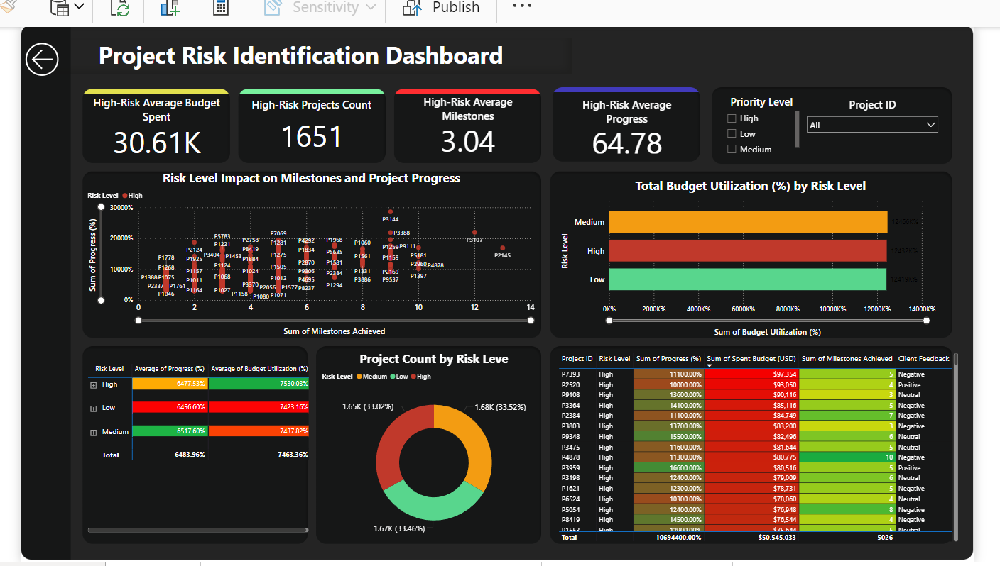 Sensitivity
Publish
Project Risk Identification Dashboard
High-Risk Average Budget
Spent
30.61K
High-Risk Projects Count
1651
High-Risk Average
Milestones
3.04
High-Risk Average
Progress
64.78
Priority Level
High
Low
Medium
Project ID
All
Risk Level Impact on Milestones and Project Progress
Risk Level High
Sum of Progress (%)
30000%
20000%
10000%
0%
P3144
P3388
P3107
P2145
P7069
P5783
P1221
P2758
P1281
P4292
P1968
P1060
P1259 P9111
P2124
P3404
P8419
P1834
P5635
P1778
P1925
P1453
P1884
P1275
P1561
P1159
P5181
P1268
P1157
P1124
P1024
P1505
P2870
P1581
P2960 P4878
P1388 P1075
P1011
P1068
P1012
P9306
P2384
P1331
P2169
P1397
P2337 P1761
P3370
P4695
P3886
P9537
P1046
P1164
P1027
P1158
P2056
P1577 P8237
P1294
P1080 P1071
0 2 4 6 8 10 12 14
Sum of Milestones Achieved
Total Budget Utilization (%) by Risk Level
Risk Level
Medium
High
Low
0K% 2000K% 4000K% 6000K% 8000K% 10000K% 12000K% 14000K%
Sum of Budget Utilization (%)
Risk Level Average of Progress (%) Average of Budget Utilization (%)
High 6477.53% 7530.03%
Low 6456.60% 7423.16%
Medium 6517.60% 7437.82%
Total 6483.96% 7463.36%
Project Count by Risk Leve
Risk Level Medium Low High
1.65K (33.02%)
1.68K (33.52%)
1.67K (33.46%)
Project ID Risk Level Sum of Progress (%) Sum of Spent Budget (USD) Sum of Milestones Achieved Client Feedback
P7393 High 11100.00% $97,354 5 Negative
P2520 High 10000.00% $93,050 4 Positive
P9108 High 13600.00% $90,116 3 Neutral
P3364 High 14100.00% $85,116 5 Negative
P2384 High 11100.00% $84,749 7 Negative
P3803 High 13700.00% $83,200 3 Negative
P9348 High 15500.00% $82,496 6 Neutral
P3475 High 11600.00% $81,644 5 Neutral
P4878 High 11300.00% $80,775 10 Negative
P3959 High 16600.00% $80,516 5 Positive
P3198 High 12400.00% $79,009 6 Neutral
P1621 High 12300.00% $78,731 5 Negative
P6524 High 10300.00% $78,060 4 Negative
P5054 High 12400.00% $76,948 8 Negative
P8419 High 14500.00% $76,544 4 Negative
P1553 High 12900.00% $75,644 5 Neutral
Total 10694400.00% $50,545,033 5026